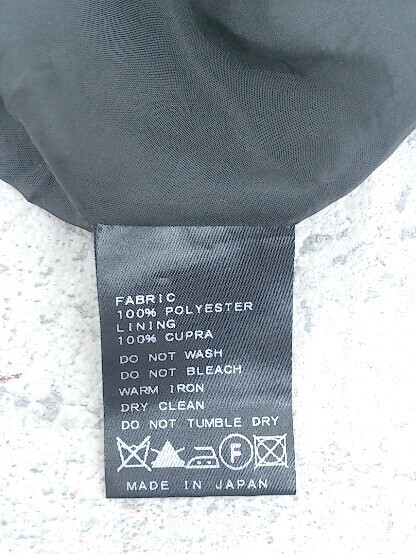 FABRIC
100% POLYESTER
LINING
100% CUPRA
DO NOT WASH
DO NOT BLEACH
WARM IRON
DRY CLEAN
DO NOT TUMBLE DRY
F
MADE IN JAPAN